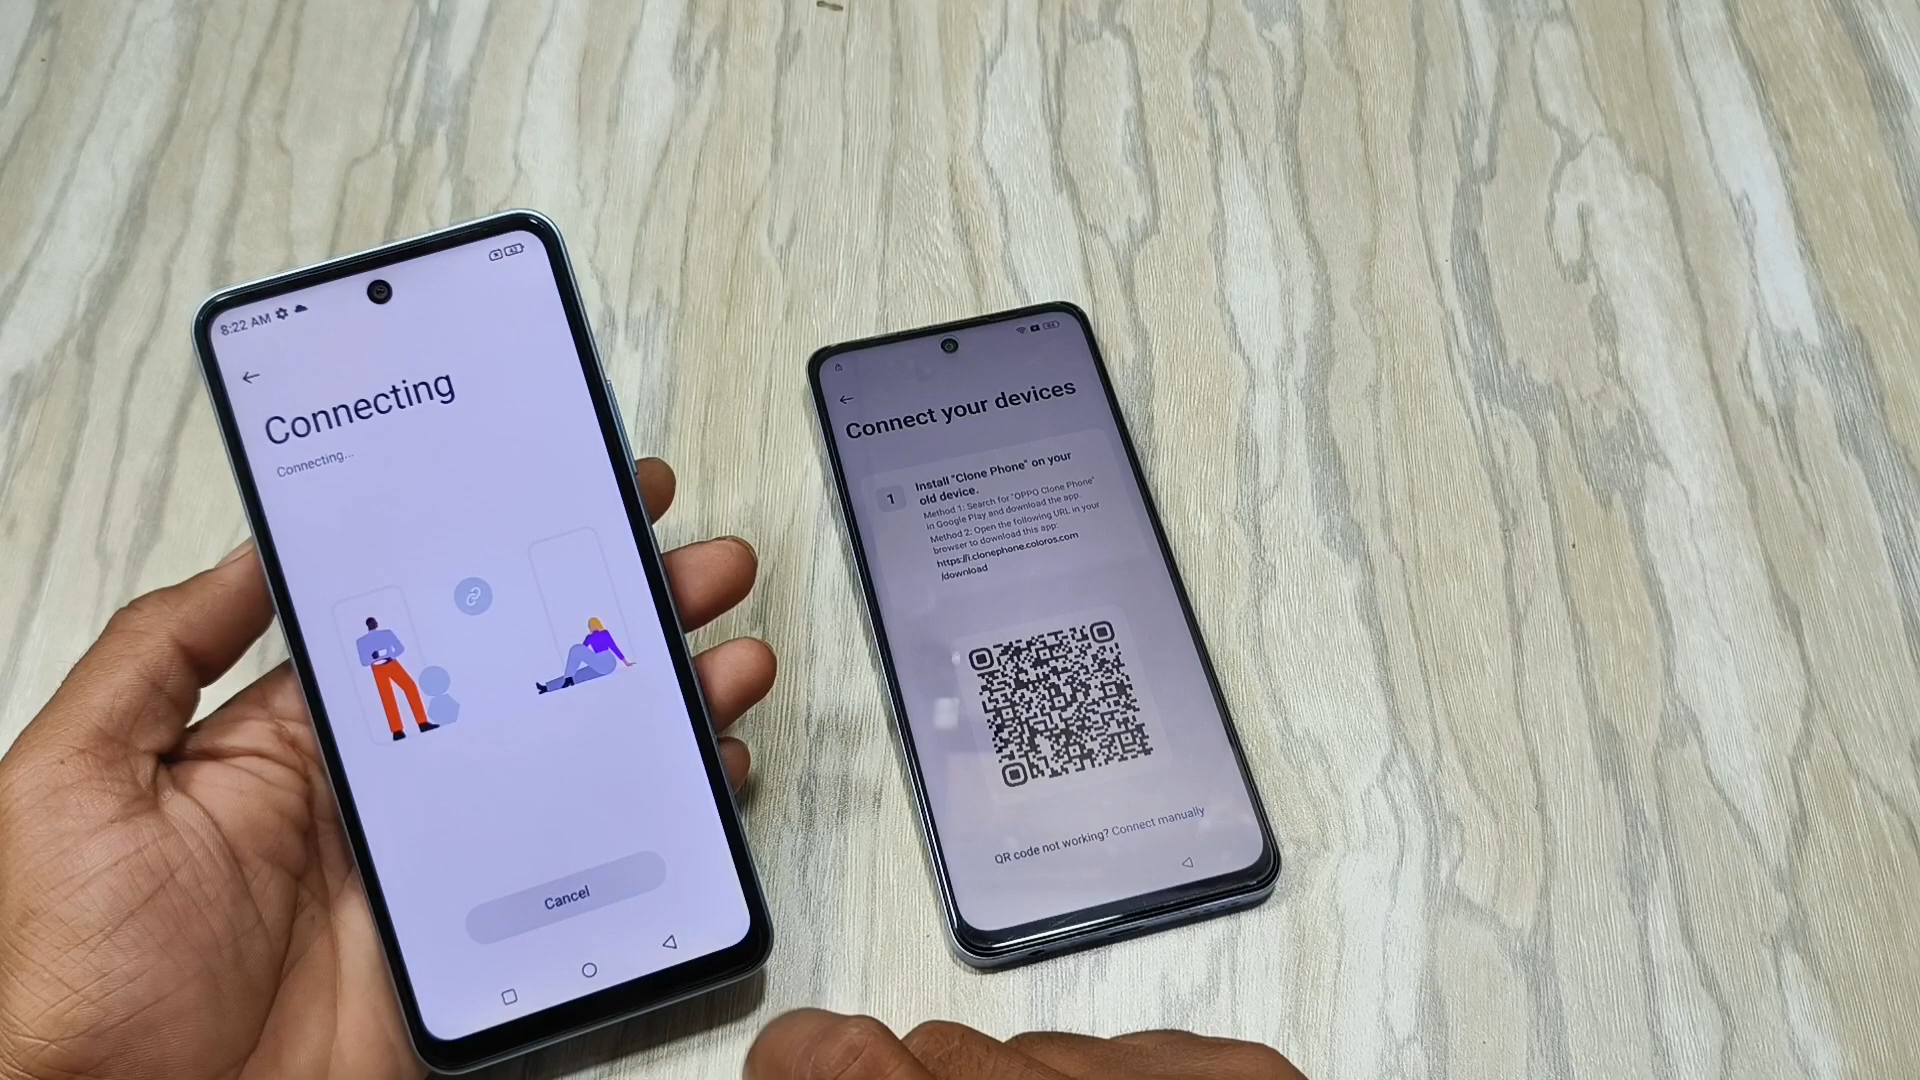 8:22 AM
Connecting
Connecting...
Cancel
Connect your devices
1
Install "Clone Phone" on your
old device.
Method 1: Search for "OPPO Clone Phone"
in Google Play and download the app.
Method 2: Open the following URL in your
browser to download this app:
https://i.clonephone.coloros.com
/download
QR code not working? Connect manually